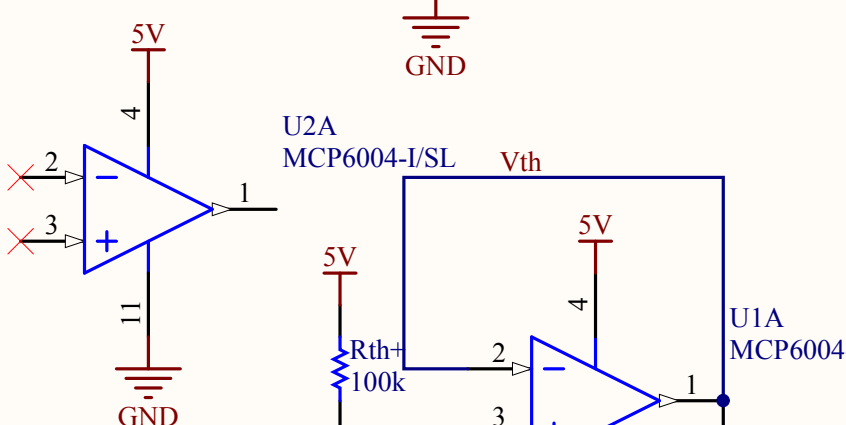 5V
GND
4
U2A
MCP6004-I/SL
2
1
3
11
GND
Vth
5V
5V
4
Rth+
100k
2
U1A
MCP6004
1
3